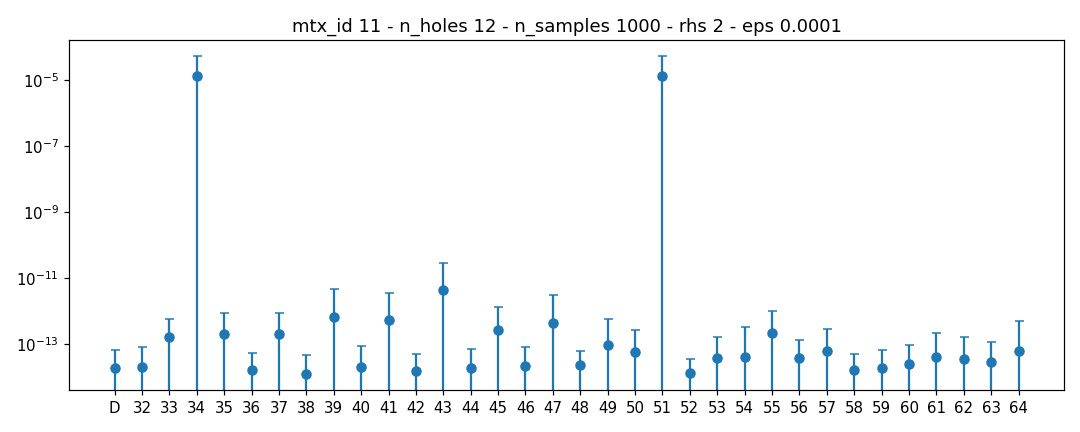 mtx_id 11 - n_holes 12 - n_samples 1000 - rhs 2 - eps 0.0001
10⁻⁵
10⁻⁷
10⁻⁹
10⁻¹¹
10⁻¹³
D 32 33 34 35 36 37 38 39 40 41 42 43 44 45 46 47 48 49 50 51 52 53 54 55 56 57 58 59 60 61 62 63 64